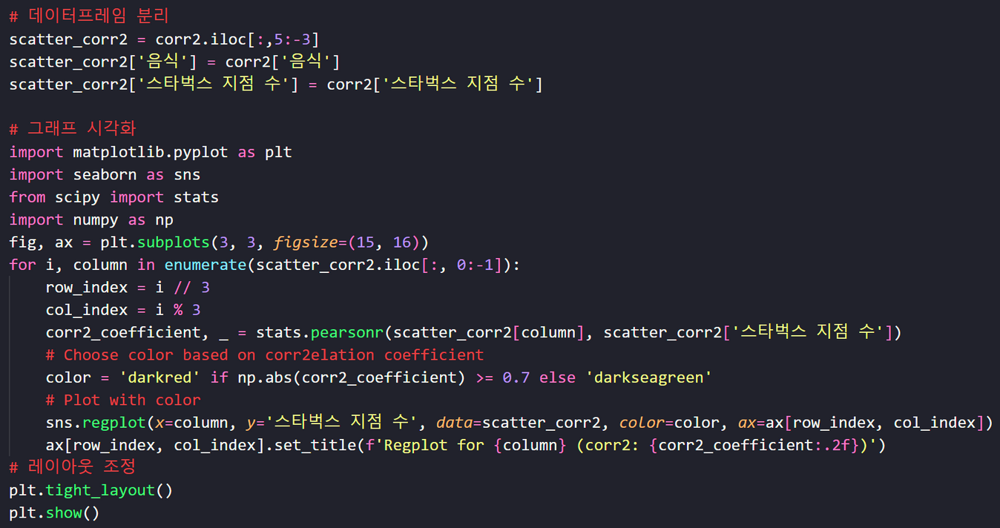 # 데이터프레임 분리
scatter_corr2 = corr2.iloc[:,5:-3]
scatter_corr2['음식'] = corr2['음식']
scatter_corr2['스타벅스 지점 수'] = corr2['스타벅스 지점 수']

# 그래프 시각화
import matplotlib.pyplot as plt
import seaborn as sns
from scipy import stats
import numpy as np
fig, ax = plt.subplots(3, 3, figsize=(15, 16))
for i, column in enumerate(scatter_corr2.iloc[:, 0:-1]):
    row_index = i // 3
    col_index = i % 3
    corr2_coefficient, _ = stats.pearsonr(scatter_corr2[column], scatter_corr2['스타벅스 지점 수'])
    # Choose color based on corr2elation coefficient
    color = 'darkred' if np.abs(corr2_coefficient) >= 0.7 else 'darkseagreen'
    # Plot with color
    sns.regplot(x=column, y='스타벅스 지점 수', data=scatter_corr2, color=color, ax=ax[row_index, col_index])
    ax[row_index, col_index].set_title(f'Regplot for {column} (corr2: {corr2_coefficient:.2f})')
# 레이아웃 조정
plt.tight_layout()
plt.show()